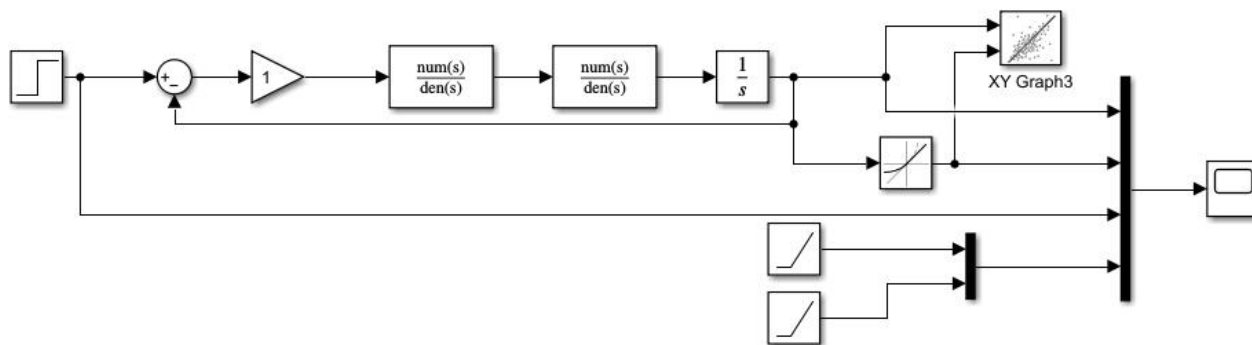 +
−
1
num(s)
den(s)
num(s)
den(s)
1
s
XY Graph3